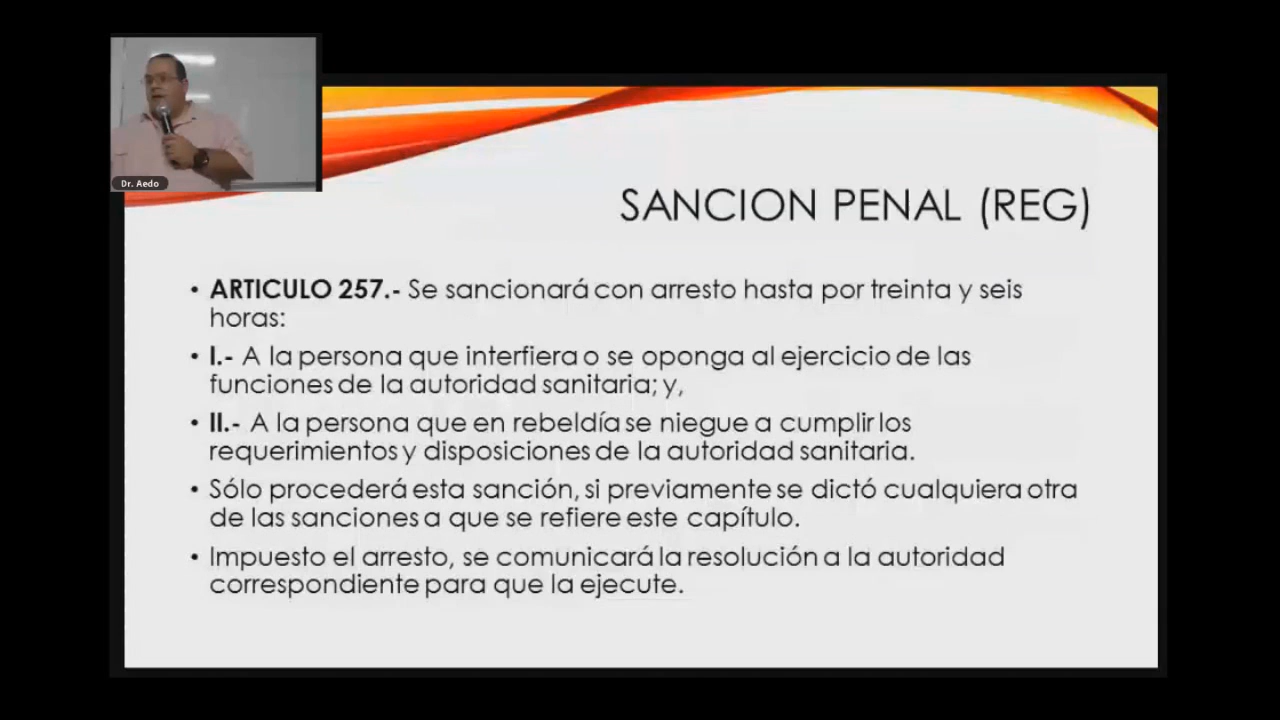 Dr. Aedo
SANCION PENAL (REG)
• ARTICULO 257.- Se sancionará con arresto hasta por treinta y seis
horas:
• I.- A la persona que interfiera o se oponga al ejercicio de las
funciones de la autoridad sanitaria; y,
• II.- A la persona que en rebeldía se niegue a cumplir los
requerimientos y disposiciones de la autoridad sanitaria.
• Sólo procederá esta sanción, si previamente se dictó cualquiera otra
de las sanciones a que se refiere este capítulo.
• Impuesto el arresto, se comunicará la resolución a la autoridad
correspondiente para que la ejecute.